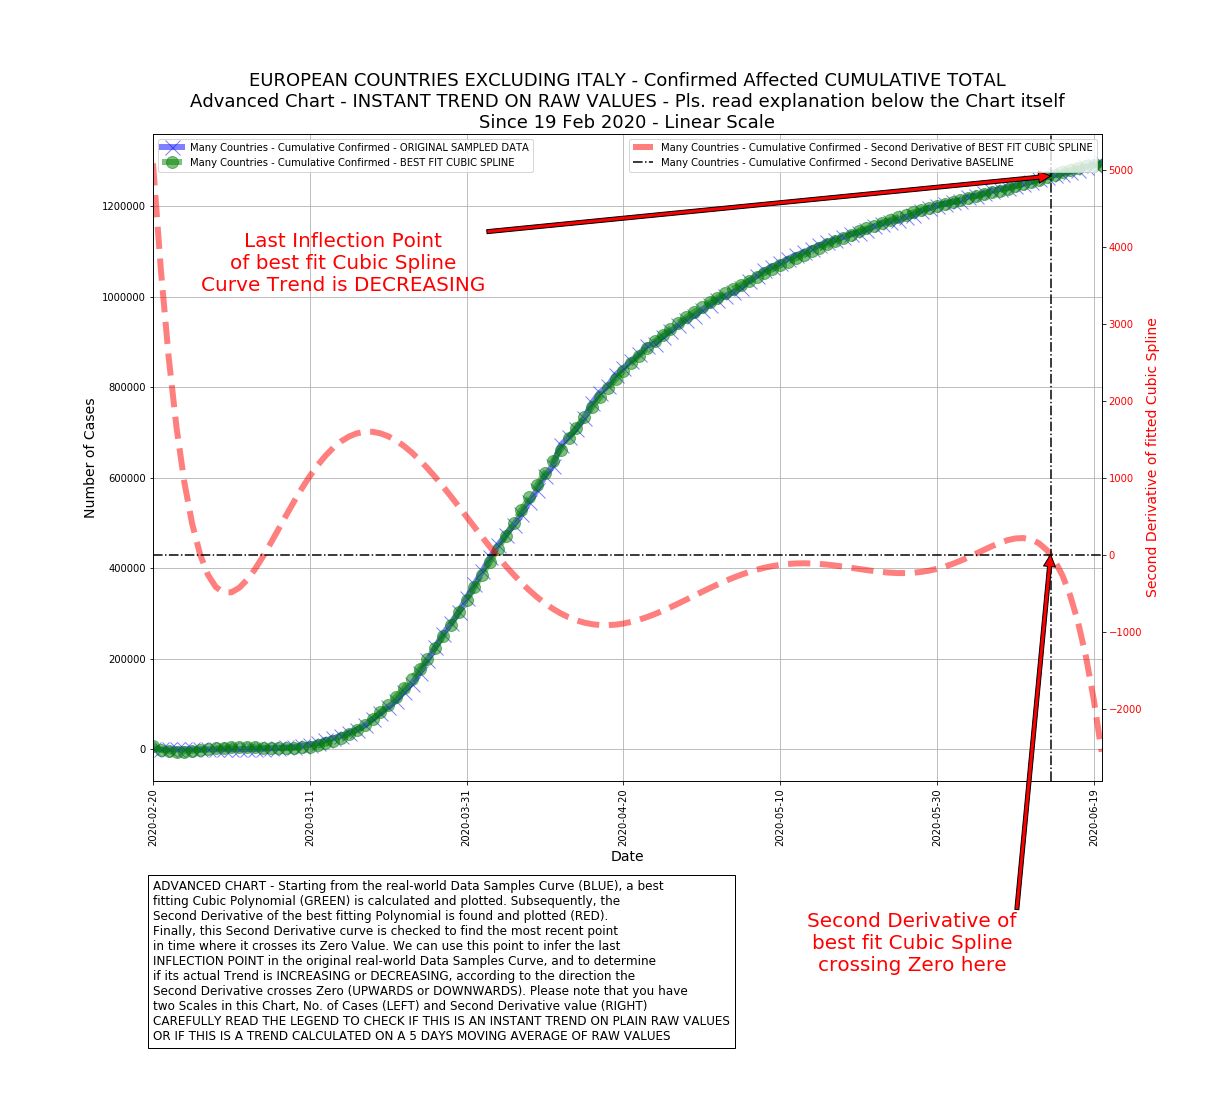 EUROPEAN COUNTRIES EXCLUDING ITALY - Confirmed Affected CUMULATIVE TOTAL
Advanced Chart - INSTANT TREND ON RAW VALUES - Pls. read explanation below the Chart itself
Since 19 Feb 2020 - Linear Scale
Many Countries - Cumulative Confirmed - ORIGINAL SAMPLED DATA
Many Countries - Cumulative Confirmed - BEST FIT CUBIC SPLINE
Many Countries - Cumulative Confirmed - Second Derivative of BEST FIT CUBIC SPLINE
Many Countries - Cumulative Confirmed - Second Derivative BASELINE
Last Inflection Point
of best fit Cubic Spline
Curve Trend is DECREASING
Number of Cases
1200000
1000000
800000
600000
400000
200000
0
5000
4000
3000
2000
1000
0
−1000
−2000
Second Derivative of fitted Cubic Spline
2020-02-20
2020-03-11
2020-03-31
2020-04-20
2020-05-10
2020-05-30
2020-06-19
Date
Second Derivative of
best fit Cubic Spline
crossing Zero here
ADVANCED CHART - Starting from the real-world Data Samples Curve (BLUE), a best
fitting Cubic Polynomial (GREEN) is calculated and plotted. Subsequently, the
Second Derivative of the best fitting Polynomial is found and plotted (RED).
Finally, this Second Derivative curve is checked to find the most recent point
in time where it crosses its Zero Value. We can use this point to infer the last
INFLECTION POINT in the original real-world Data Samples Curve, and to determine
if its actual Trend is INCREASING or DECREASING, according to the direction the
Second Derivative crosses Zero (UPWARDS or DOWNWARDS). Please note that you have
two Scales in this Chart, No. of Cases (LEFT) and Second Derivative value (RIGHT)
CAREFULLY READ THE LEGEND TO CHECK IF THIS IS AN INSTANT TREND ON PLAIN RAW VALUES
OR IF THIS IS A TREND CALCULATED ON A 5 DAYS MOVING AVERAGE OF RAW VALUES